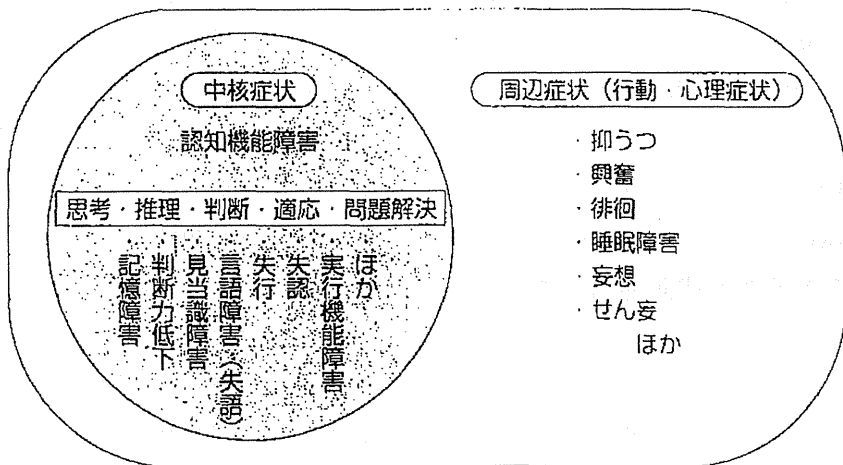 中核症状
認知機能障害
思考・推理・判断・適応・問題解決
記憶障害
判断力低下
見当識障害
言語障害(失語)
失行
失認
実行機能障害
ほか
周辺症状(行動・心理症状)
・抑うつ
・興奮
・徘徊
・睡眠障害
・妄想
・せん妄
ほか